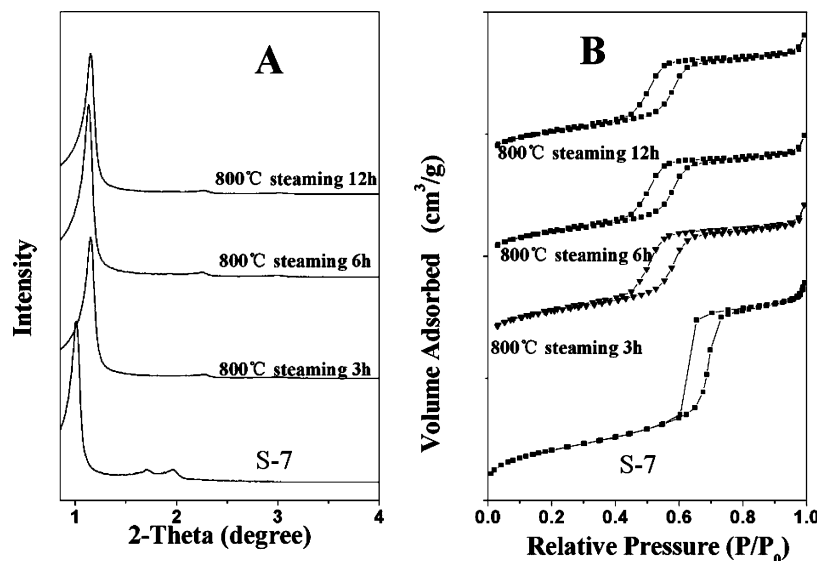 A
800℃ steaming 12h
800℃ steaming 6h
800℃ steaming 3h
S-7
Intensity
1 2 3 4
2-Theta (degree)
B
800℃ steaming 12h
800℃ steaming 6h
800℃ steaming 3h
S-7
Volume Adsorbed (cm³/g)
0.0 0.2 0.4 0.6 0.8 1.0
Relative Pressure (P/P₀)